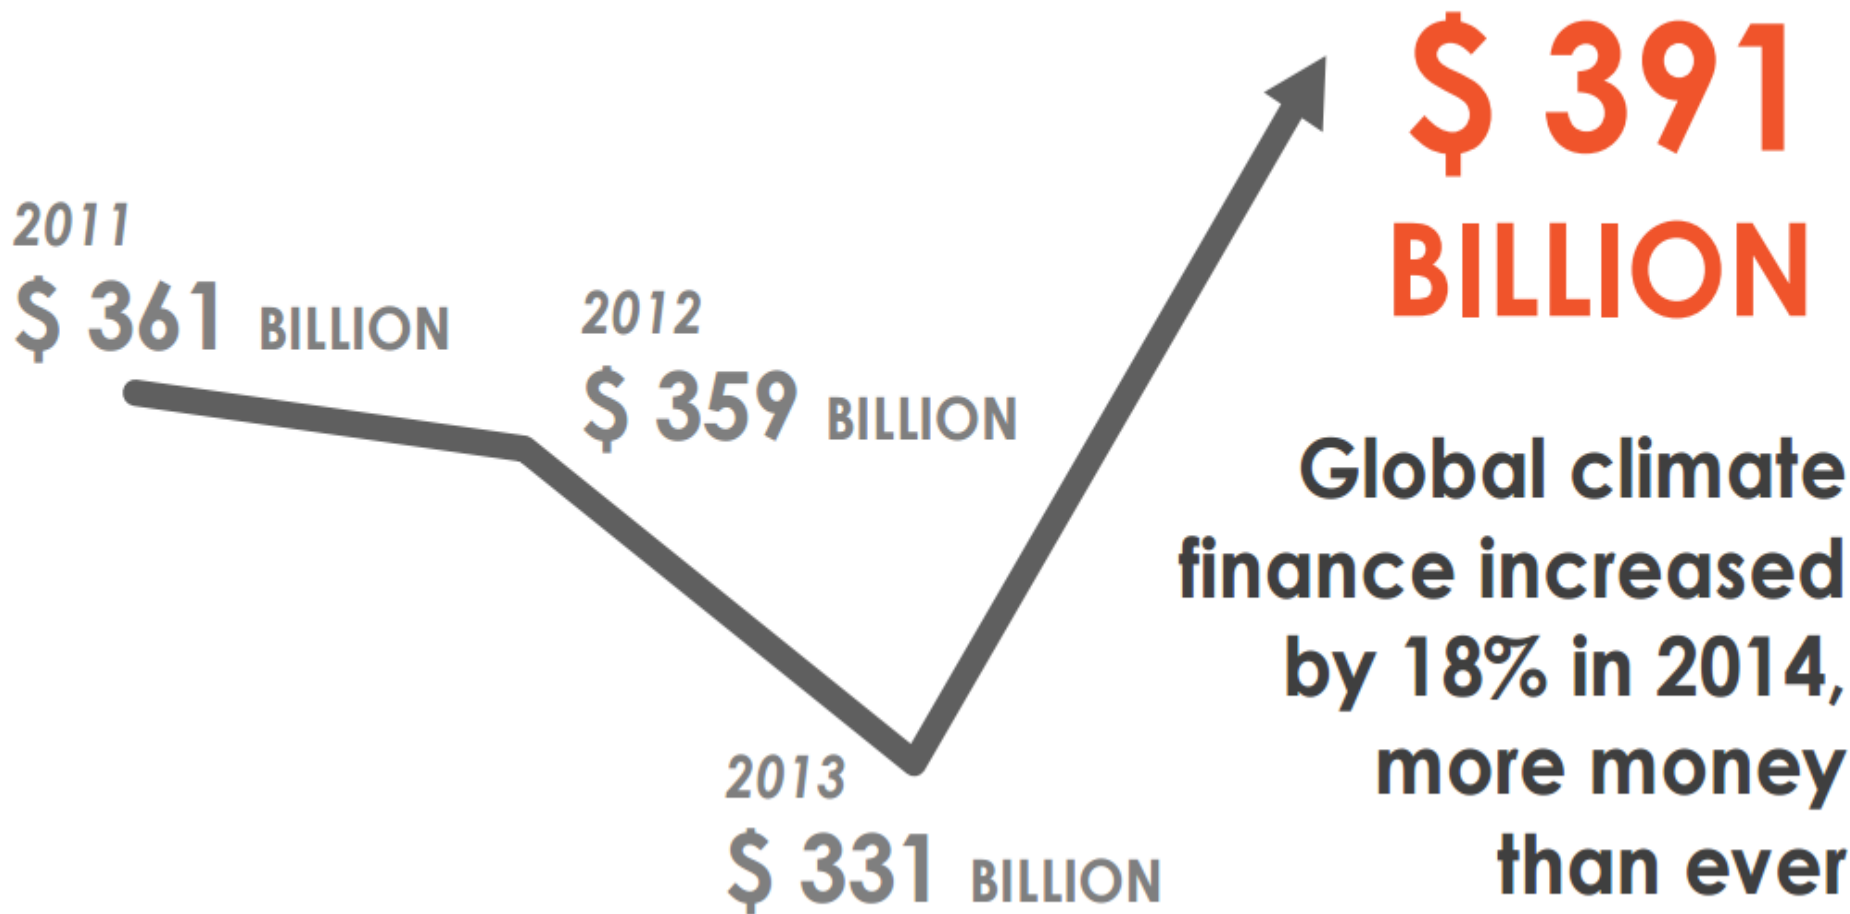 2011
$ 361 BILLION
2012
$ 359 BILLION
2013
$ 331 BILLION
$ 391
BILLION
Global climate
finance increased
by 18% in 2014,
more money
than ever